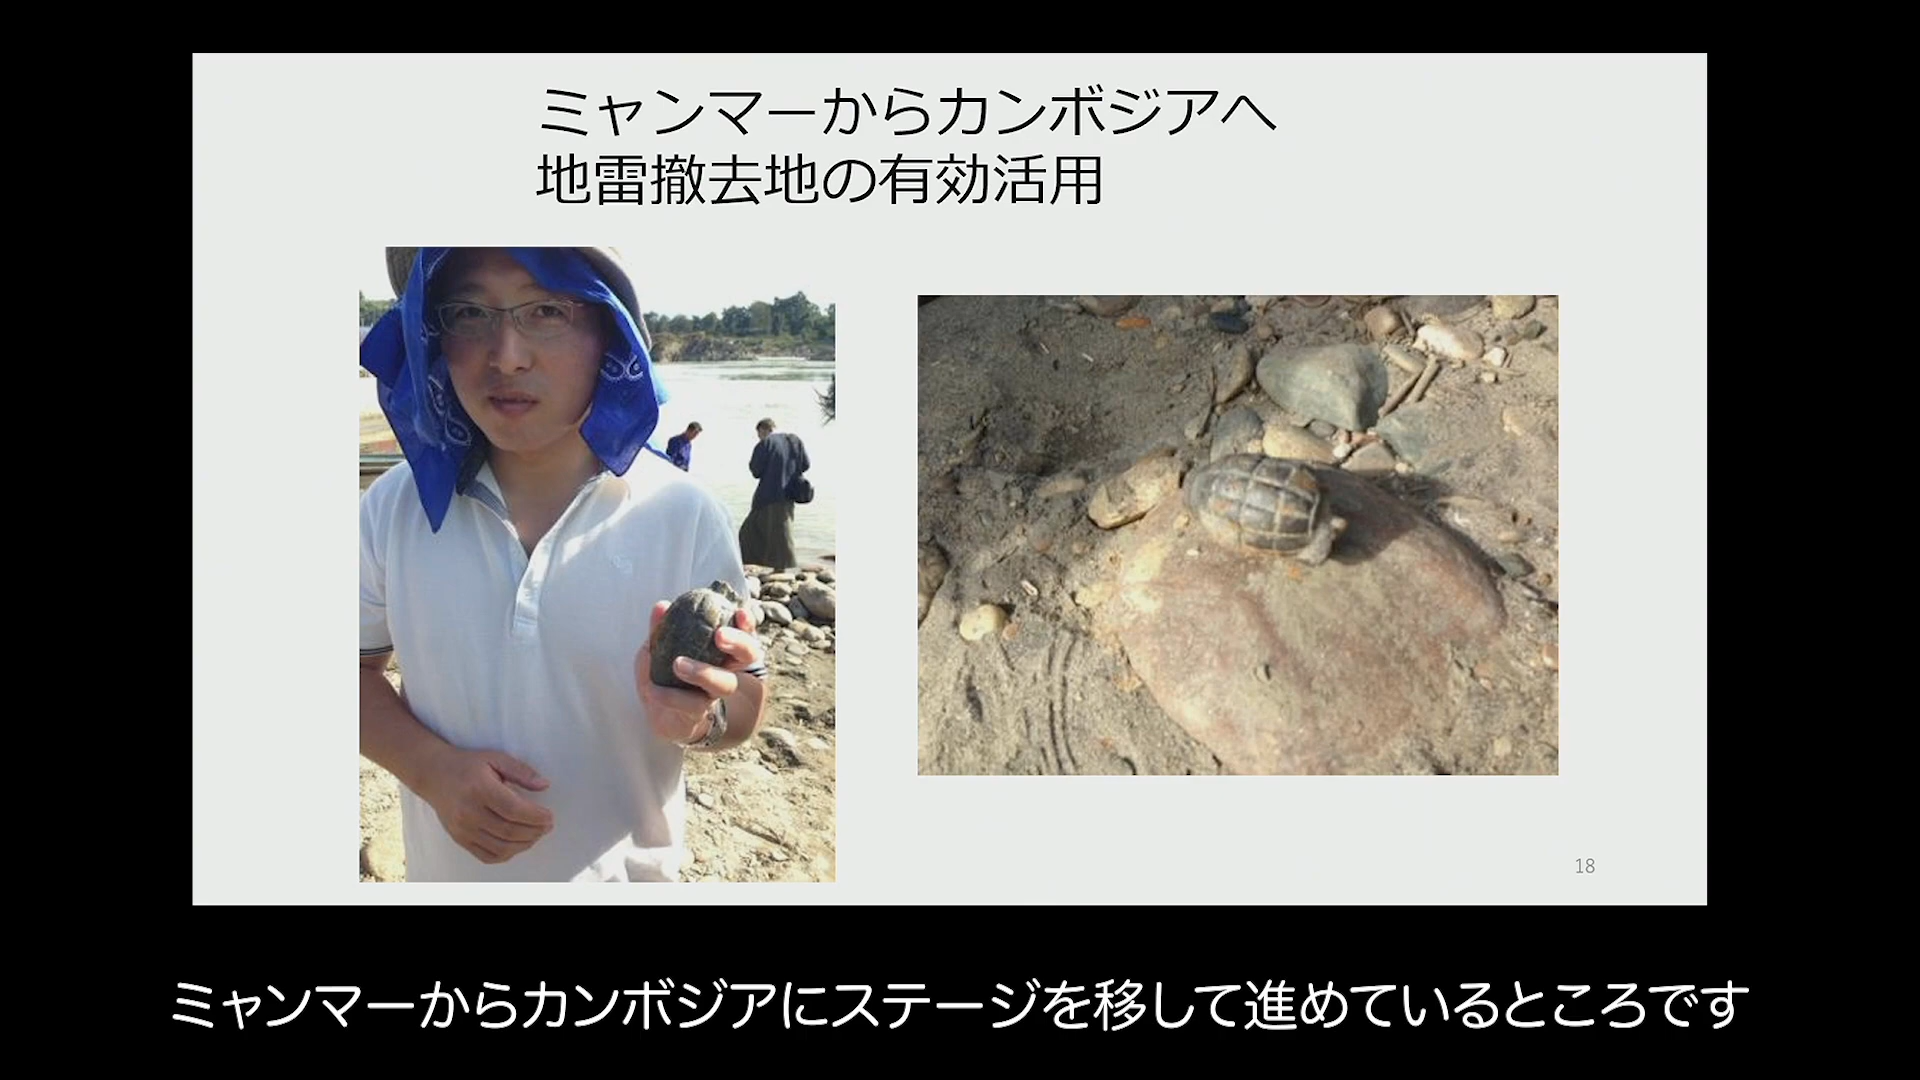 ミャンマーからカンボジアへ
地雷撤去地の有効活用
18
ミャンマーからカンボジアにステージを移して進めているところです